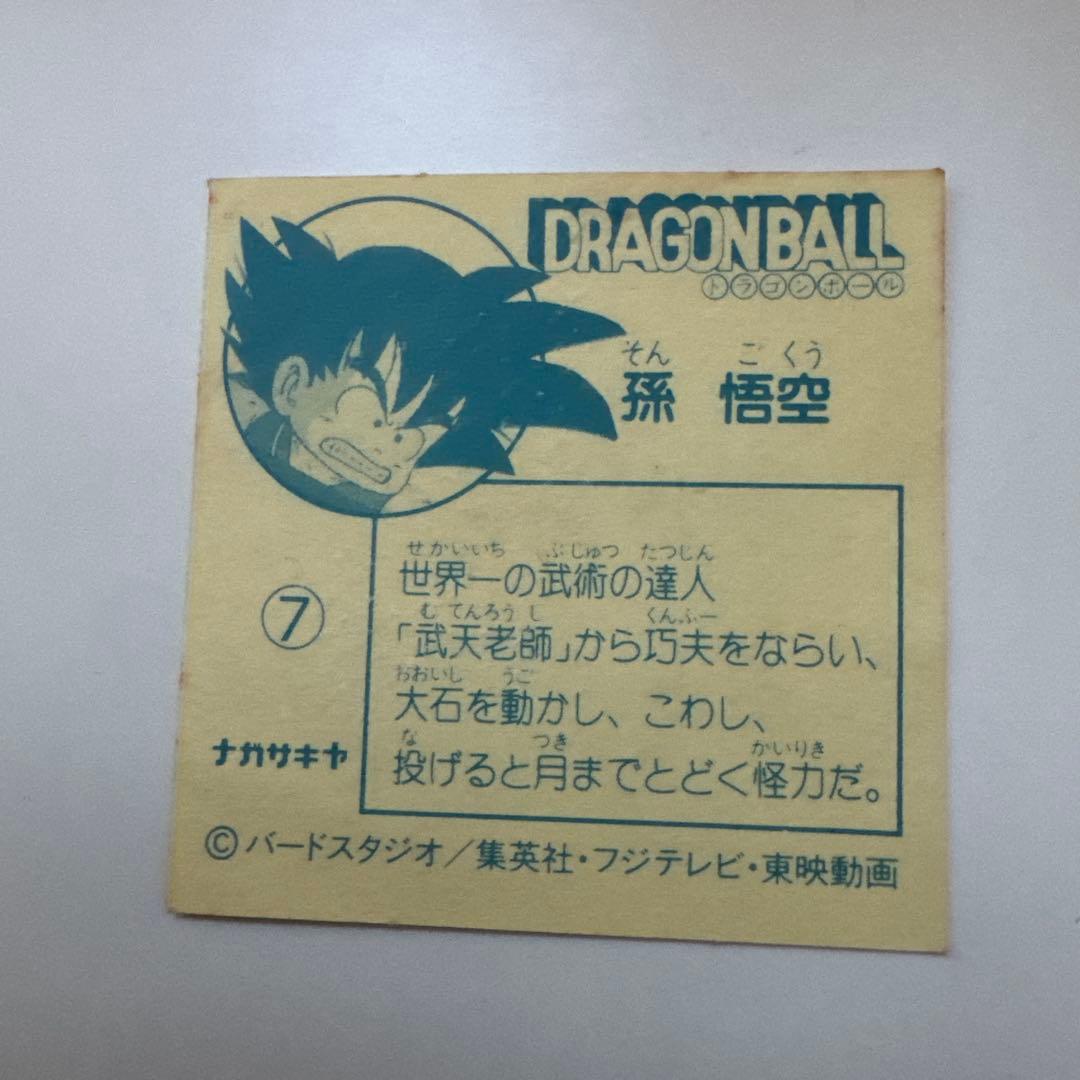 DRAGONBALL
ドラゴンボール
そん ごくう
孫 悟空
せかいいち ぶじゅつ たつじん
世界一の武術の達人
むてんろうし くんふー
「武天老師」から巧夫をならい、
おおいし うご
大石を動かし、こわし、
な つき かいりき
投げると月までとどく怪力だ。
⑦
ナガサキヤ
©バードスタジオ/集英社・フジテレビ・東映動画